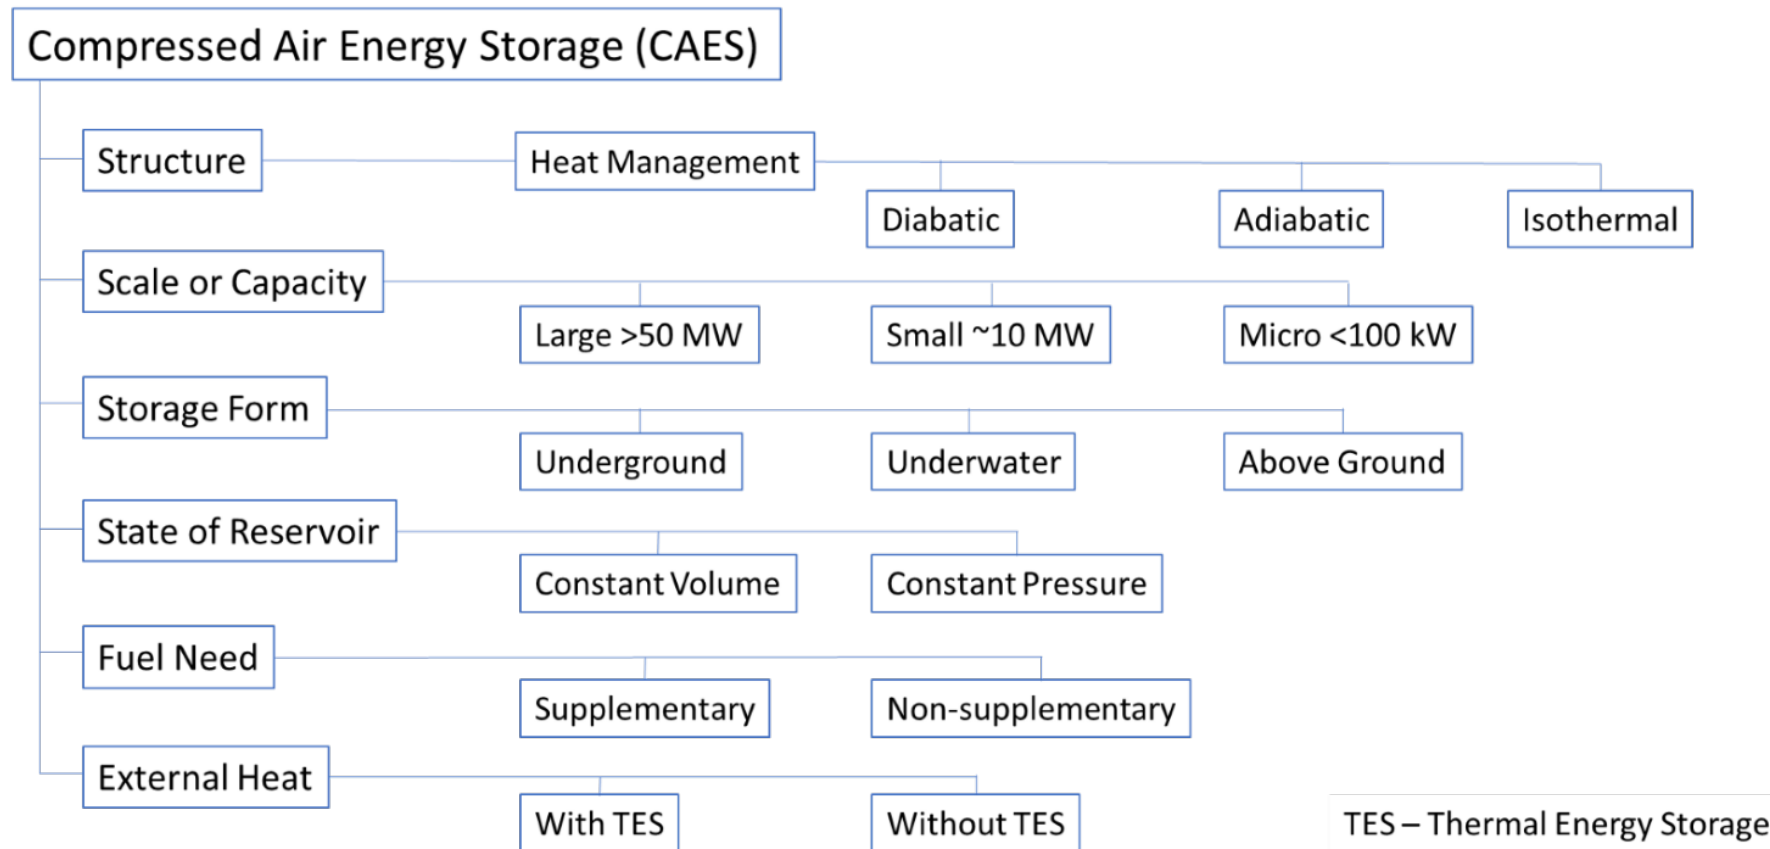 Compressed Air Energy Storage (CAES)
Structure
Heat Management
Diabatic
Adiabatic
Isothermal
Scale or Capacity
Large >50 MW
Small ~10 MW
Micro <100 kW
Storage Form
Underground
Underwater
Above Ground
State of Reservoir
Constant Volume
Constant Pressure
Fuel Need
Supplementary
Non-supplementary
External Heat
With TES
Without TES
TES – Thermal Energy Storage